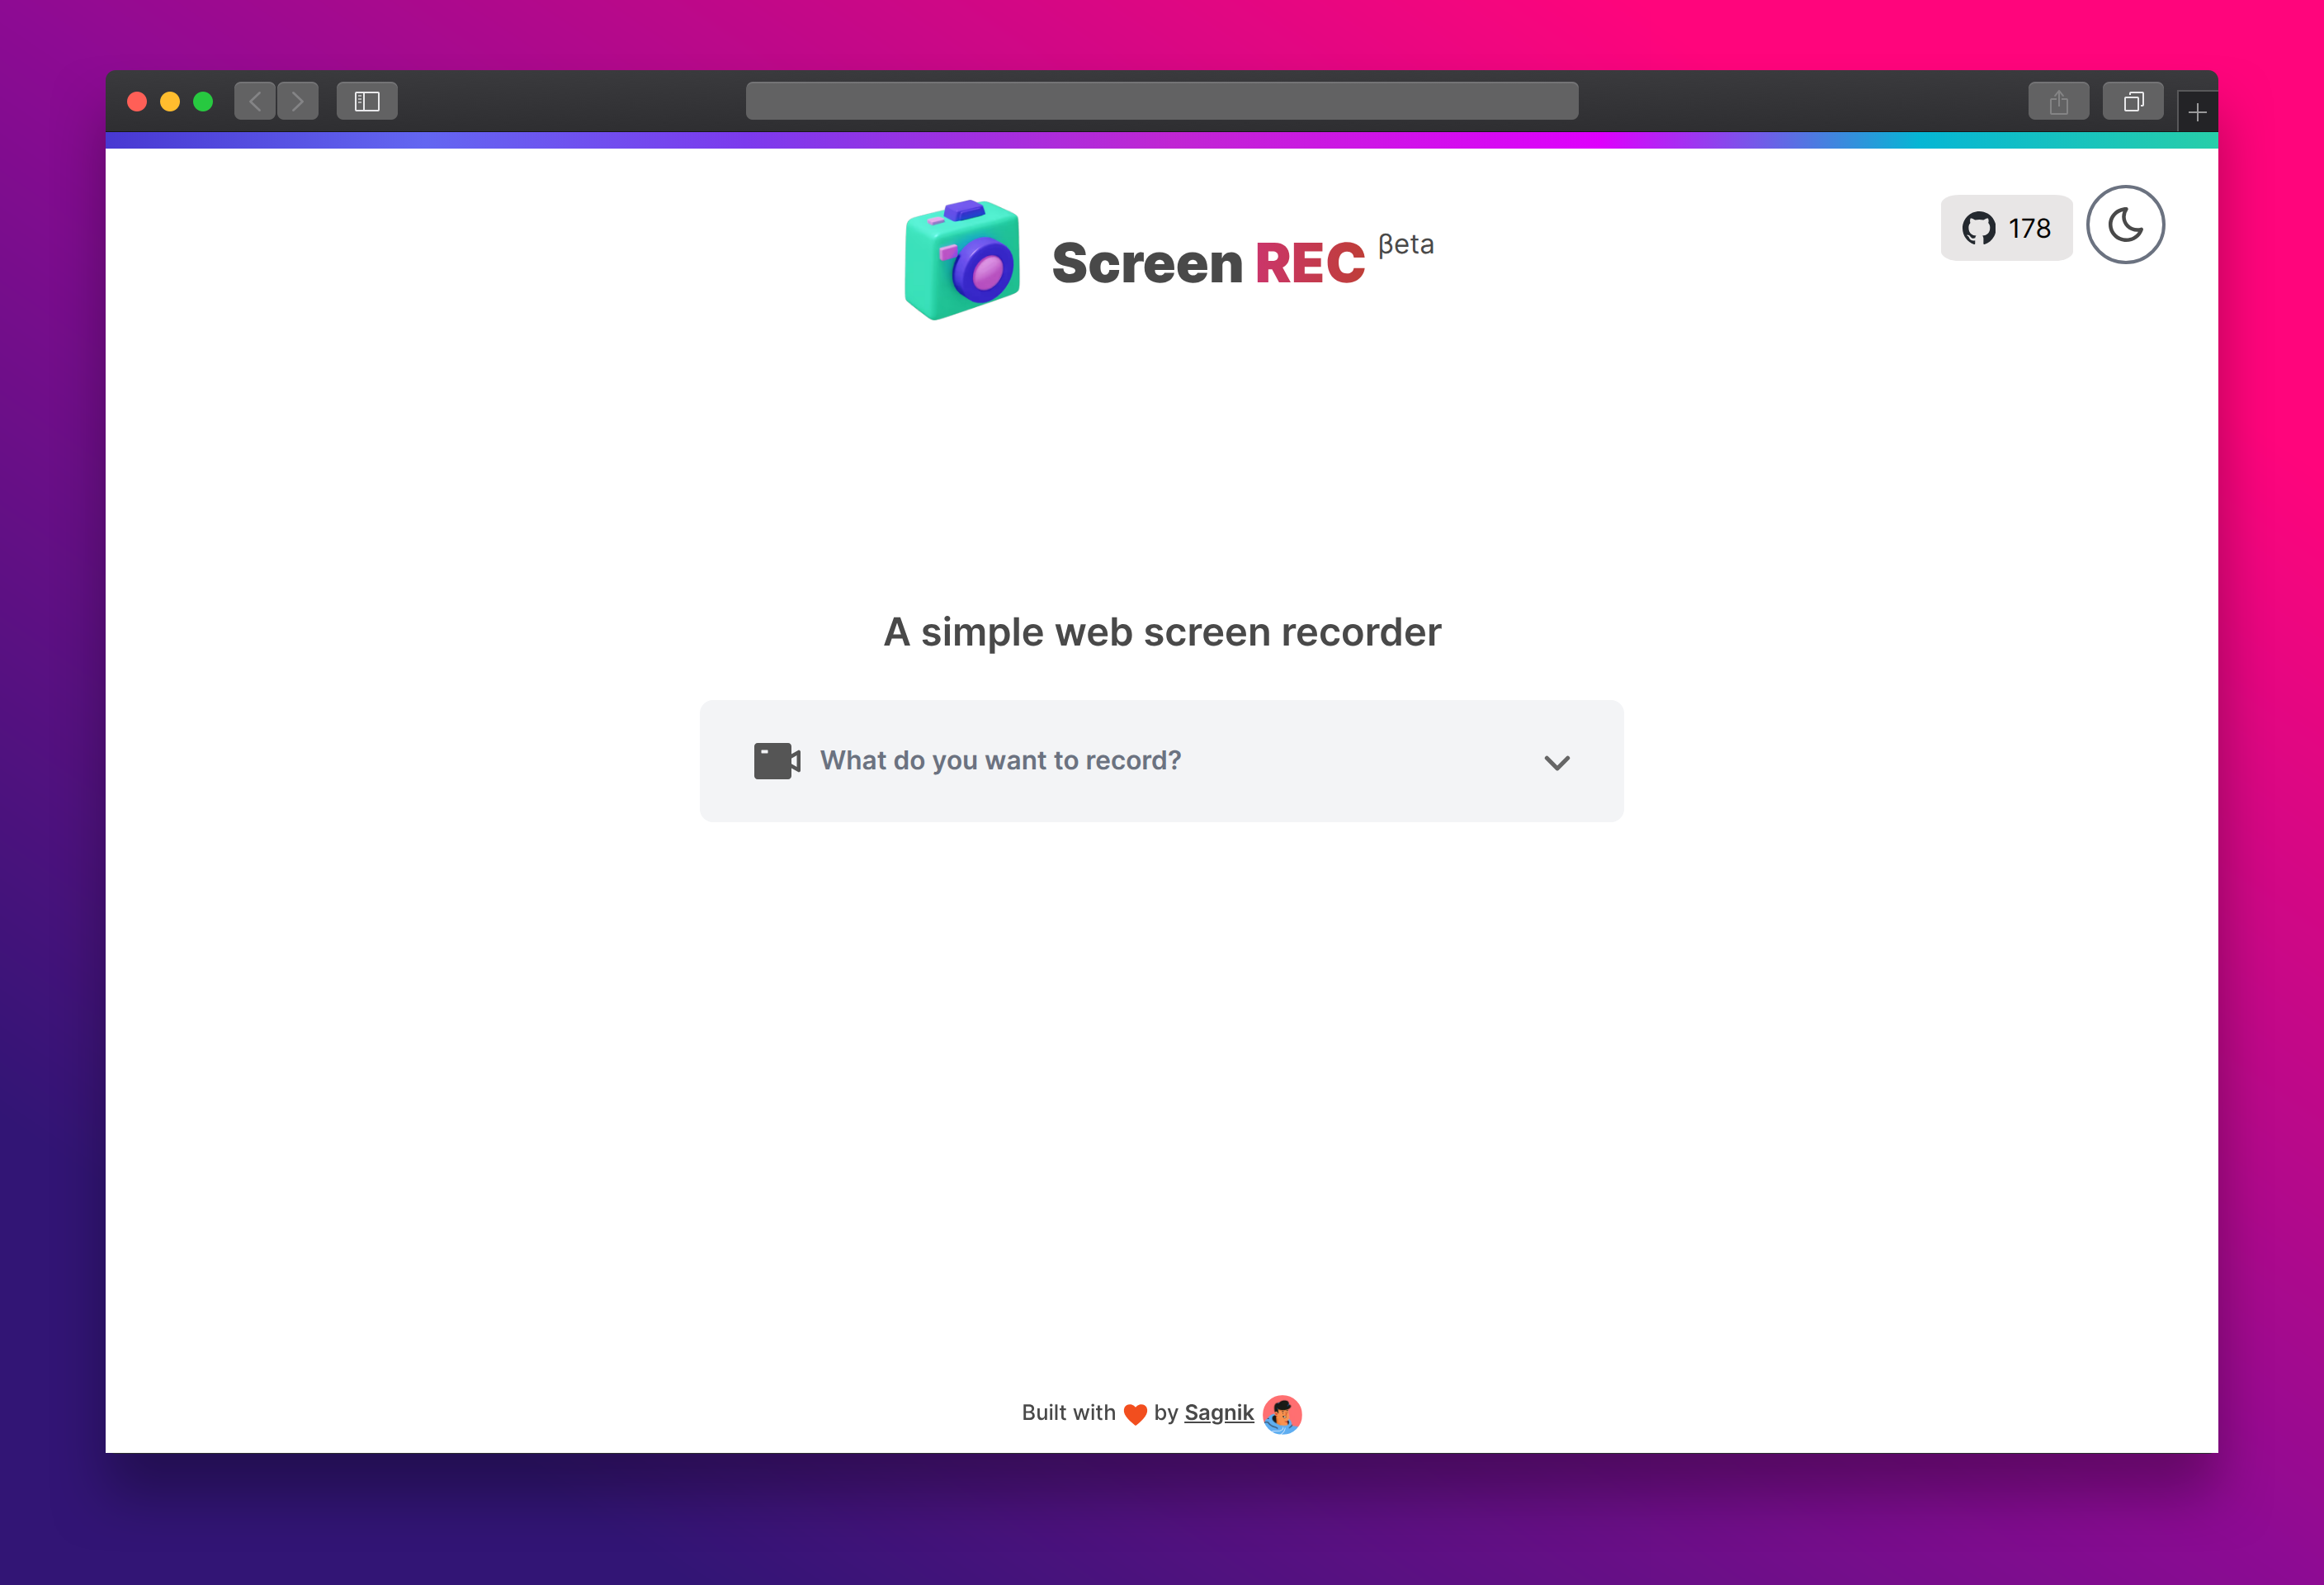 Screen REC βeta
178
A simple web screen recorder
What do you want to record?
Built with ❤ by Sagnik